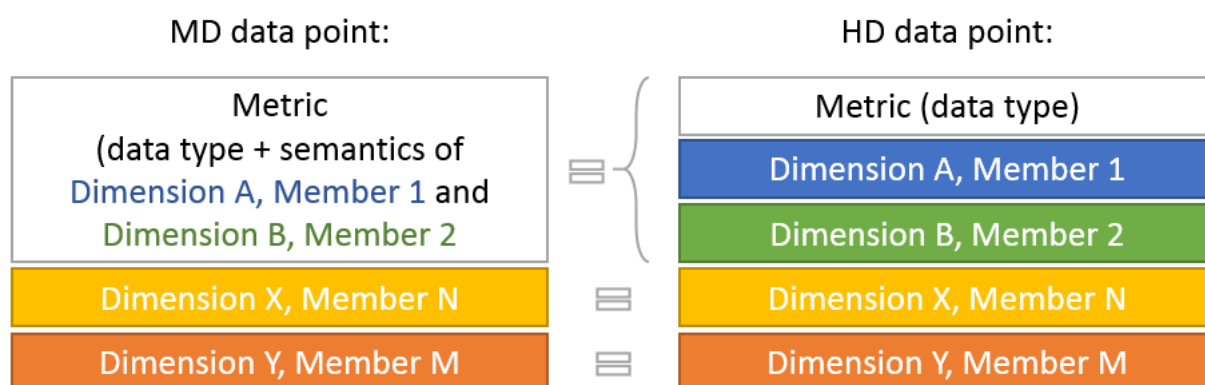 MD data point:
Metric
(data type + semantics of
Dimension A, Member 1 and
Dimension B, Member 2
Dimension X, Member N
Dimension Y, Member M
HD data point:
Metric (data type)
Dimension A, Member 1
Dimension B, Member 2
Dimension X, Member N
Dimension Y, Member M